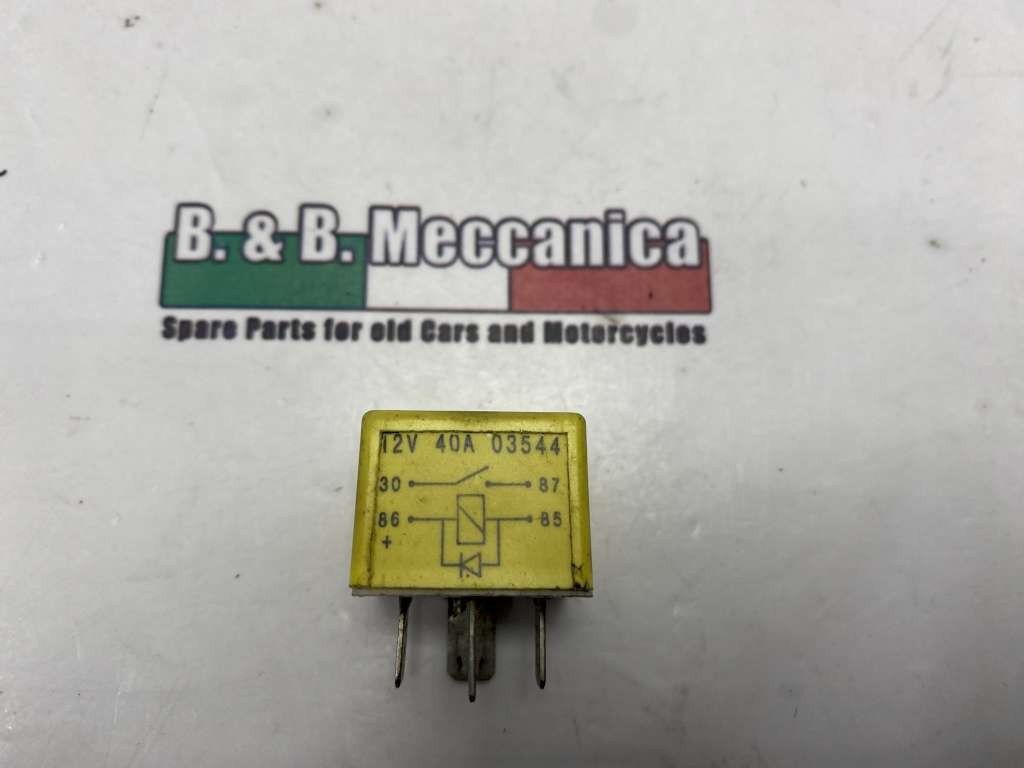 B. & B. Meccanica
Spare Parts for old Cars and Motorcycles
12V 40A 03544
30 87
86 85
+